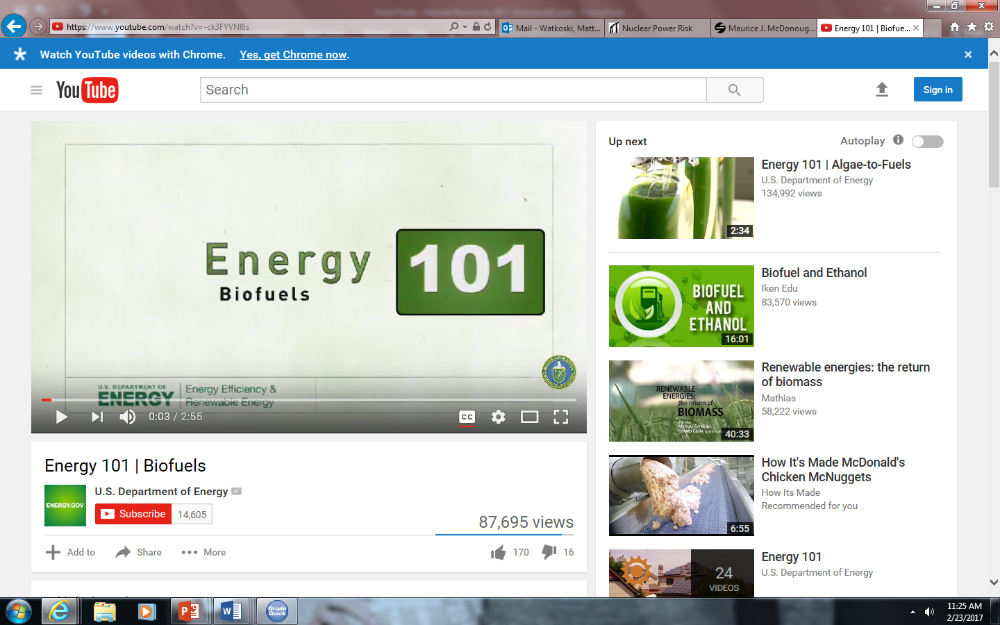 https://www.youtube.com/watch?v=-ck3FYVNl6s
Mail - Watkoski, Matt...
Nuclear Power Risk
Maurice J. McDonoug...
Energy 101 | Biofue...
Watch YouTube videos with Chrome. Yes, get Chrome now.
YouTube
Search
Sign in
Energy 101
Biofuels
U.S. DEPARTMENT OF
ENERGY
Energy Efficiency &
Renewable Energy
0:03 / 2:55
CC
Energy 101 | Biofuels
ENERGY.GOV
U.S. Department of Energy
Subscribe 14,605
87,695 views
Add to Share More
170 16
Up next
Autoplay
2:34
Energy 101 | Algae-to-Fuels
U.S. Department of Energy
134,992 views
BIOFUEL
AND
ETHANOL
16:01
Biofuel and Ethanol
Iken Edu
83,570 views
RENEWABLE
ENERGIES:
the return of
BIOMASS
40:33
Renewable energies: the return
of biomass
Mathias
58,222 views
6:55
How It's Made McDonald's
Chicken McNuggets
How Its Made
Recommended for you
24
VIDEOS
Energy 101
U.S. Department of Energy
Grade
Quick
11:25 AM
2/23/2017